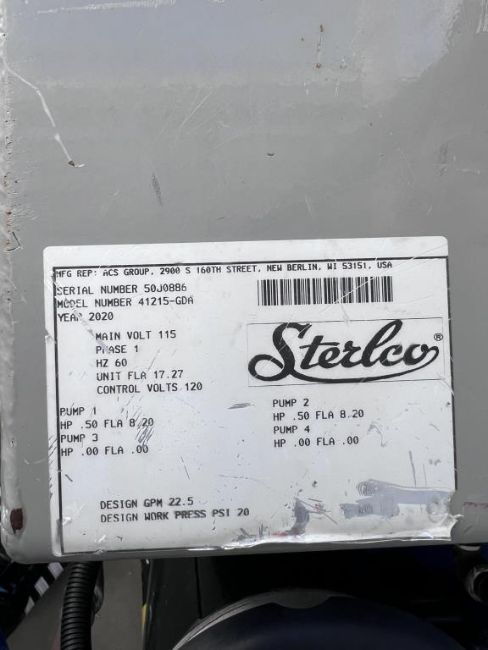 MFG REP: ACS GROUP, 2900 S 160TH STREET, NEW BERLIN, WI 53151, USA
SERIAL NUMBER 50J0886
MODEL NUMBER 41215-GDA
YEAR 2020
MAIN VOLT 115
PHASE 1
HZ 60
UNIT FLA 17.27
CONTROL VOLTS 120
Sterlco®
PUMP 1
HP .50 FLA 8.20
PUMP 2
HP .50 FLA 8.20
PUMP 3
HP .00 FLA .00
PUMP 4
HP .00 FLA .00
DESIGN GPM 22.5
DESIGN WORK PRESS PSI 20